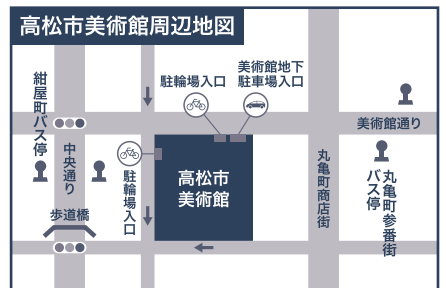 高松市美術館周辺地図
紺屋町バス停
中央通り
歩道橋
駐輪場入口
美術館地下
駐車場入口
美術館通り
駐輪場入口
高松市
美術館
丸亀町商店街
丸亀町参番街
バス停